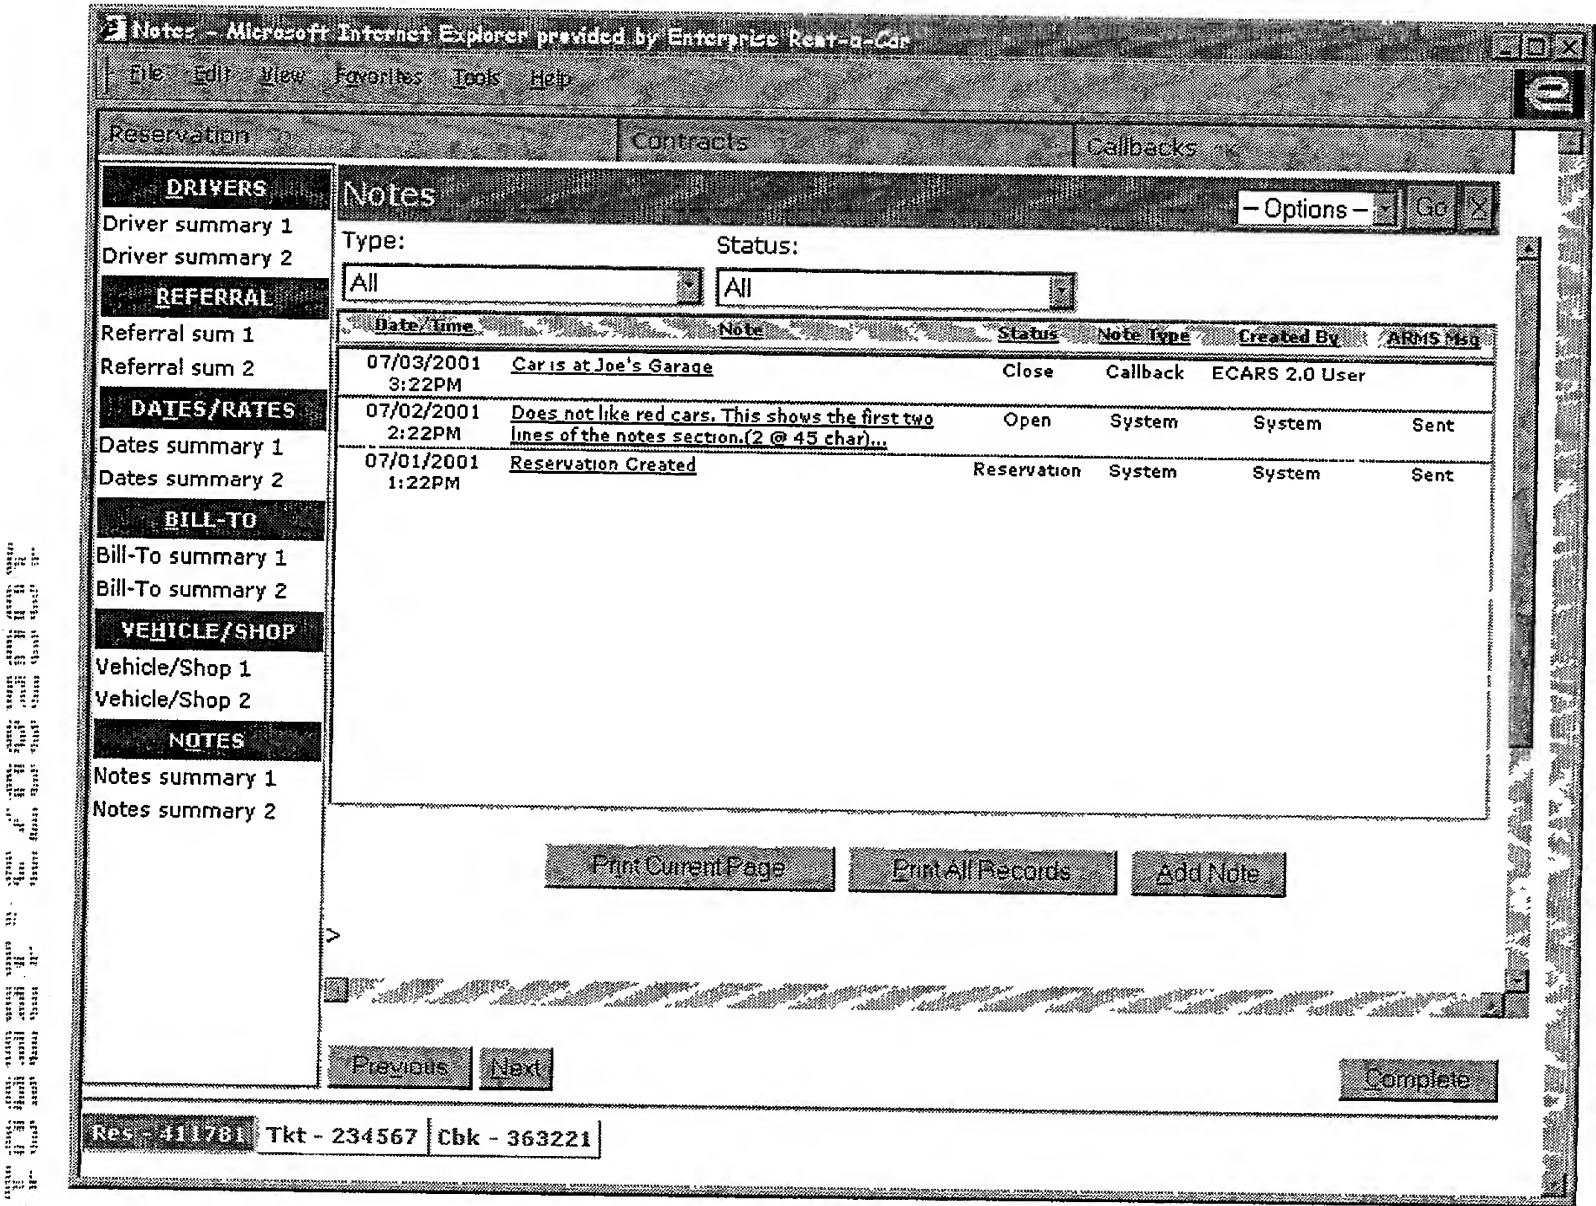 Notes - Microsoft Internet Explorer provided by Enterprise Rent-a-Car
File Edit View Favorites Tools Help
Reservation Contracts Callbacks
DRIVERS
Driver summary 1
Driver summary 2
REFERRAL
Referral sum 1
Referral sum 2
DATES/RATES
Dates summary 1
Dates summary 2
BILL-TO
Bill-To summary 1
Bill-To summary 2
VEHICLE/SHOP
Vehicle/Shop 1
Vehicle/Shop 2
NOTES
Notes summary 1
Notes summary 2
Notes
– Options – Go X
Type: Status:
All All
Date/Time Note Status Note Type Created By ARMS Msg
07/03/2001 Car is at Joe's Garage Close Callback ECARS 2.0 User
3:22PM
07/02/2001 Does not like red cars. This shows the first two Open System System Sent
2:22PM lines of the notes section.(2 @ 45 char)...
07/01/2001 Reservation Created Reservation System System Sent
1:22PM
Print Current Page Print All Records Add Note
>
Previous Next Complete
Res - 411781 Tkt - 234567 Cbk - 363221